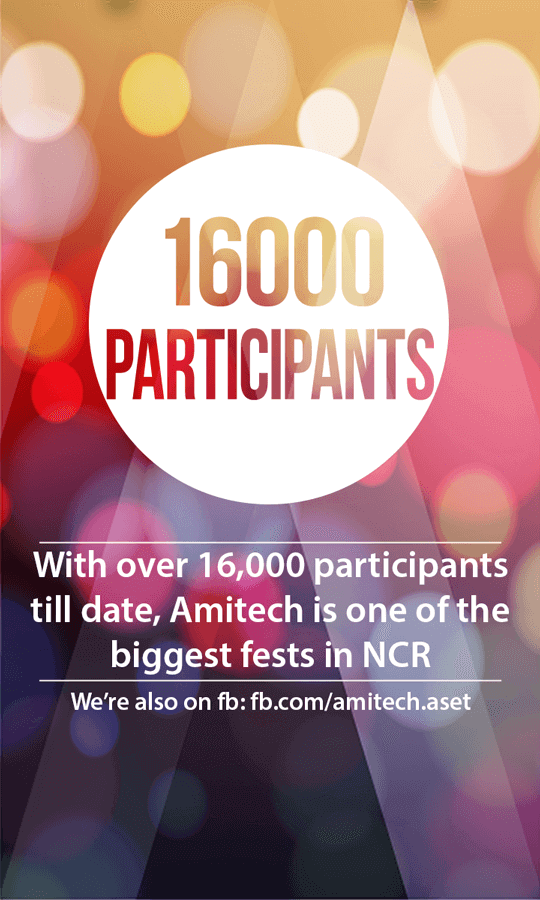 16000
PARTICIPANTS
With over 16,000 participants
till date, Amitech is one of the
biggest fests in NCR
We're also on fb: fb.com/amitech.aset